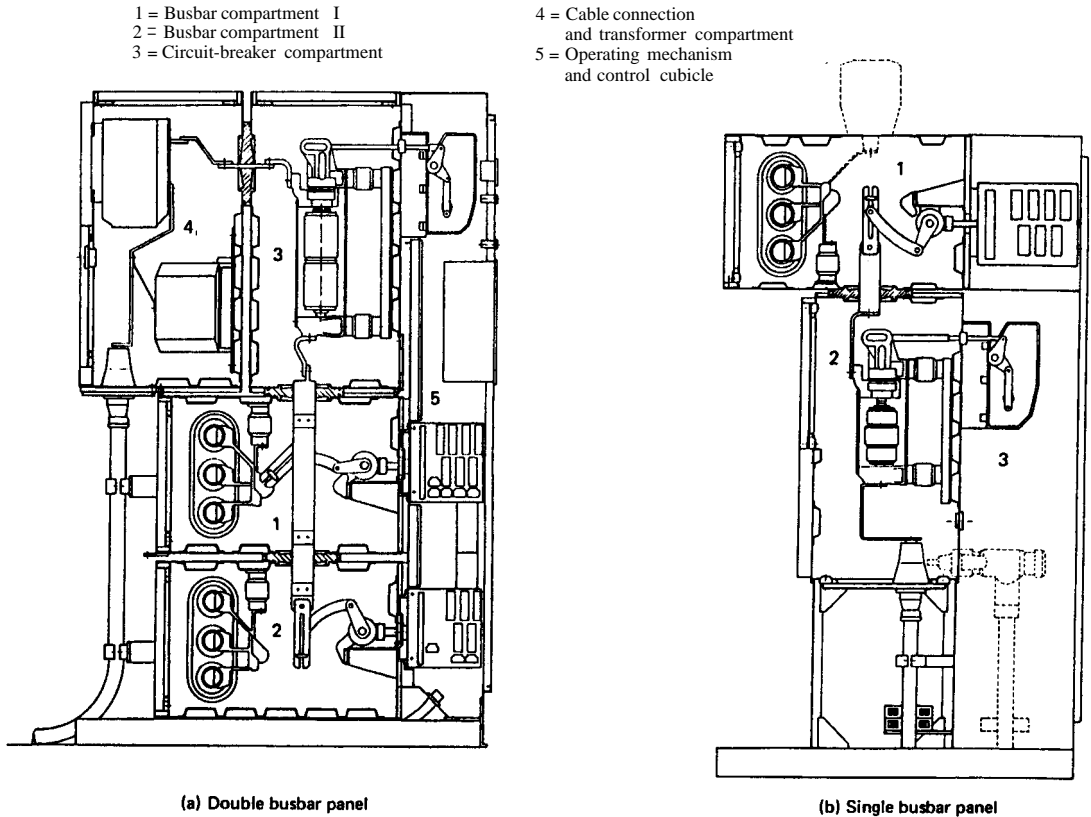 1 = Busbar compartment I
2 = Busbar compartment II
3 = Circuit-breaker compartment
4 = Cable connection
and transformer compartment
5 = Operating mechanism
and control cubicle
4
3
5
1
2
1
2
3
(a) Double busbar panel
(b) Single busbar panel